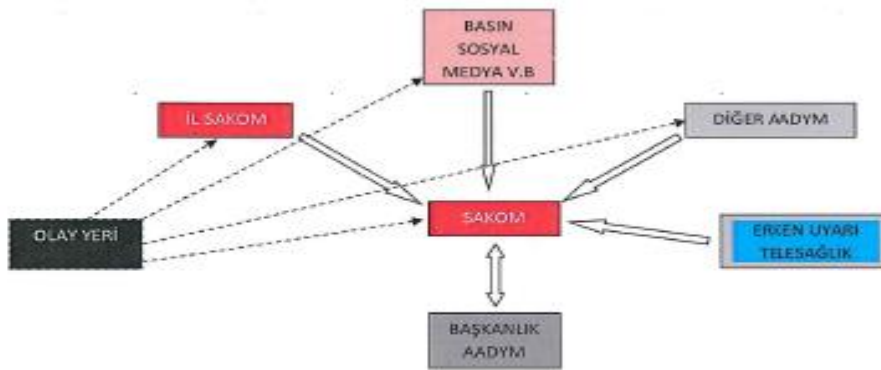 BASIN
SOSYAL
MEDYA V.B
İL SAKOM
DİĞER AADYM
SAKOM
OLAY YERİ
ERKEN UYARI
TELESAĞLIK
BAŞKANLIK
AADYM